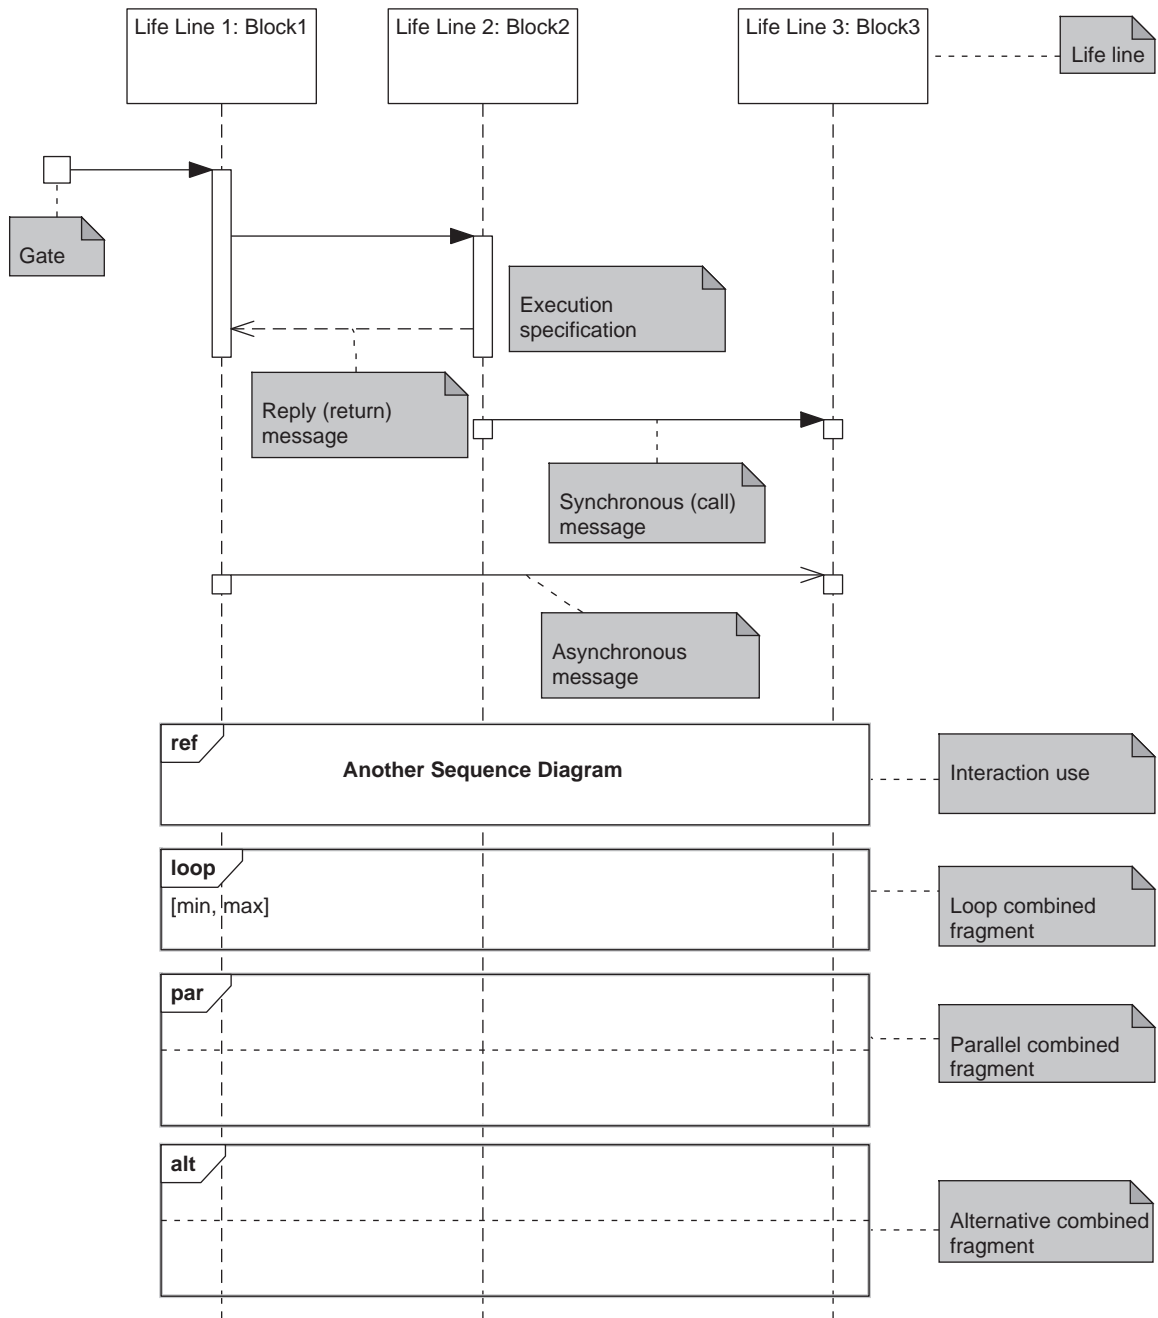 Life Line 1: Block1
Life Line 2: Block2
Life Line 3: Block3
Life line
Gate
Execution
specification
Reply (return)
message
Synchronous (call)
message
Asynchronous
message
ref
Another Sequence Diagram
Interaction use
loop
[min, max]
Loop combined
fragment
par
Parallel combined
fragment
alt
Alternative combined
fragment